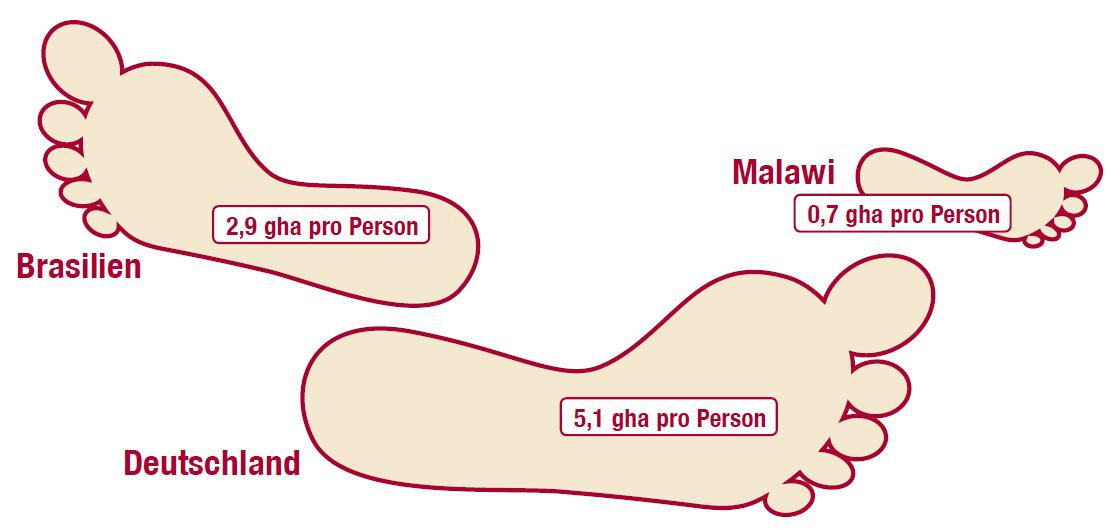 Malawi
0,7 gha pro Person
2,9 gha pro Person
Brasilien
5,1 gha pro Person
Deutschland